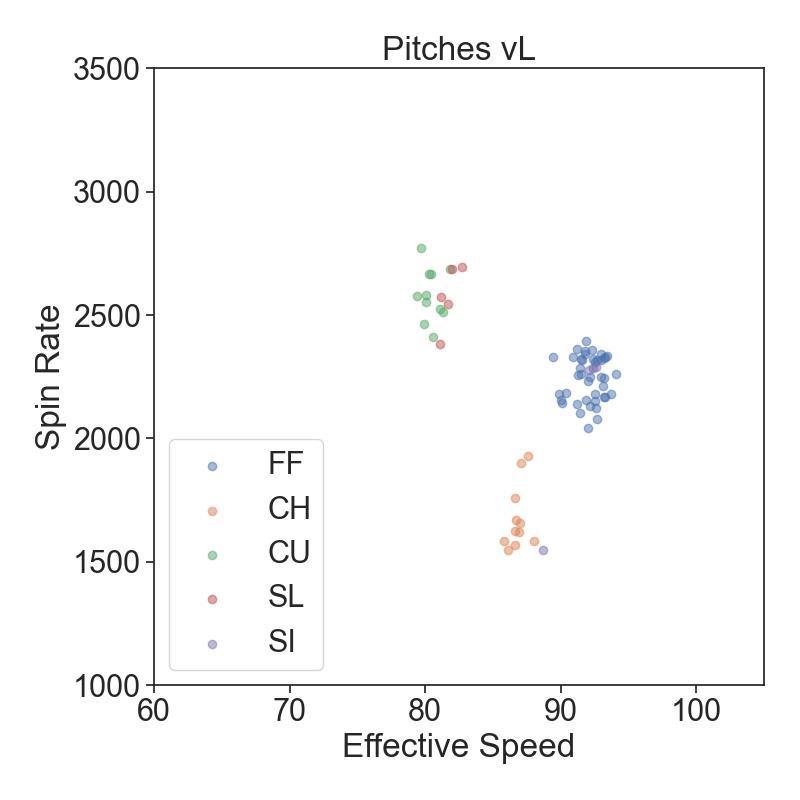 Pitches vL
3500
3000
2500
2000
1500
1000
Spin Rate
FF
CH
CU
SL
SI
60 70 80 90 100
Effective Speed